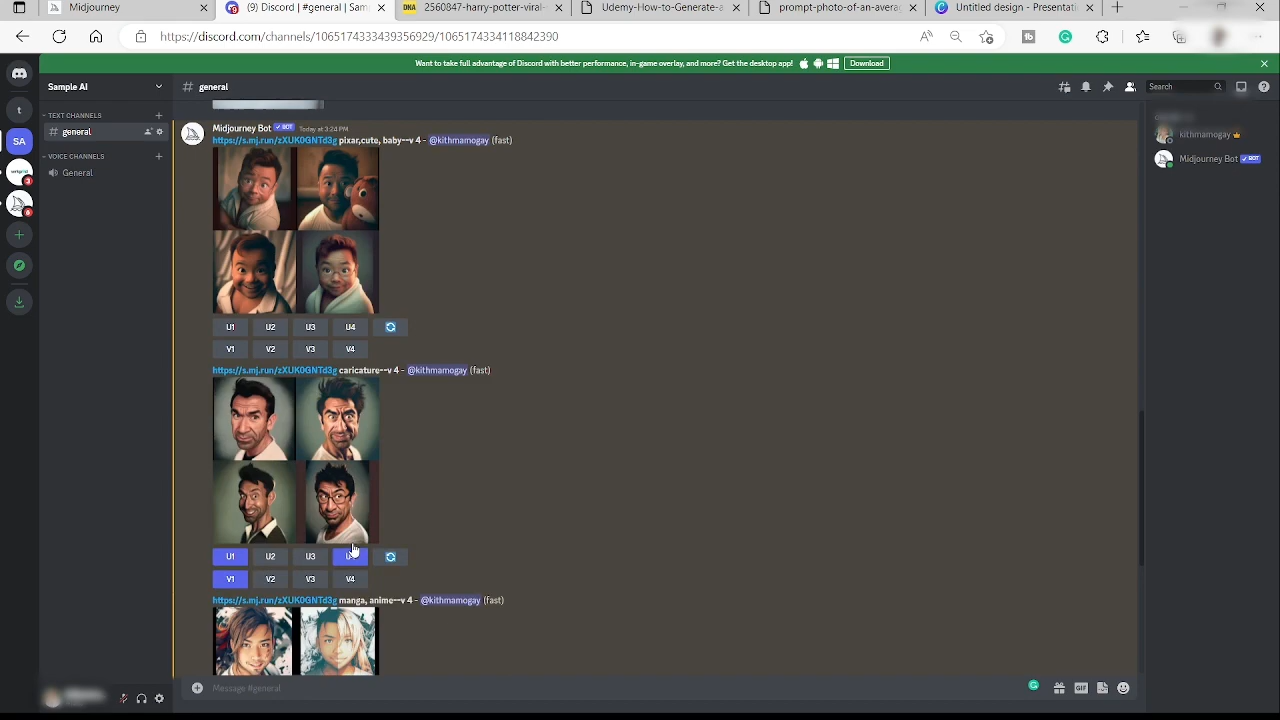 Midjourney
(9) Discord | #general | Sam
2560847-harry-potter-viral-
Udemy-How-to-Generate-a
prompt-photo-of-an-averag
Untitled design - Presentati
https://discord.com/channels/1065174333439356929/1065174334118842390
Want to take full advantage of Discord with better performance, in-game overlay, and more? Get the desktop app!
Download
Sample AI
# general
Search
TEXT CHANNELS
# general
VOICE CHANNELS
General
t
SA
Midjourney Bot ✓ BOT Today at 3:24 PM
https://s.mj.run/zXUK0GNTd3g pixar,cute, baby--v 4 - @kithmamogay (fast)
U1 U2 U3 U4
V1 V2 V3 V4
https://s.mj.run/zXUK0GNTd3g caricature--v 4 - @kithmamogay (fast)
U1 U2 U3
V1 V2 V3 V4
https://s.mj.run/zXUK0GNTd3g manga, anime--v 4 - @kithmamogay (fast)
Message #general
GIF
kithmamogay
Midjourney Bot ✓ BOT